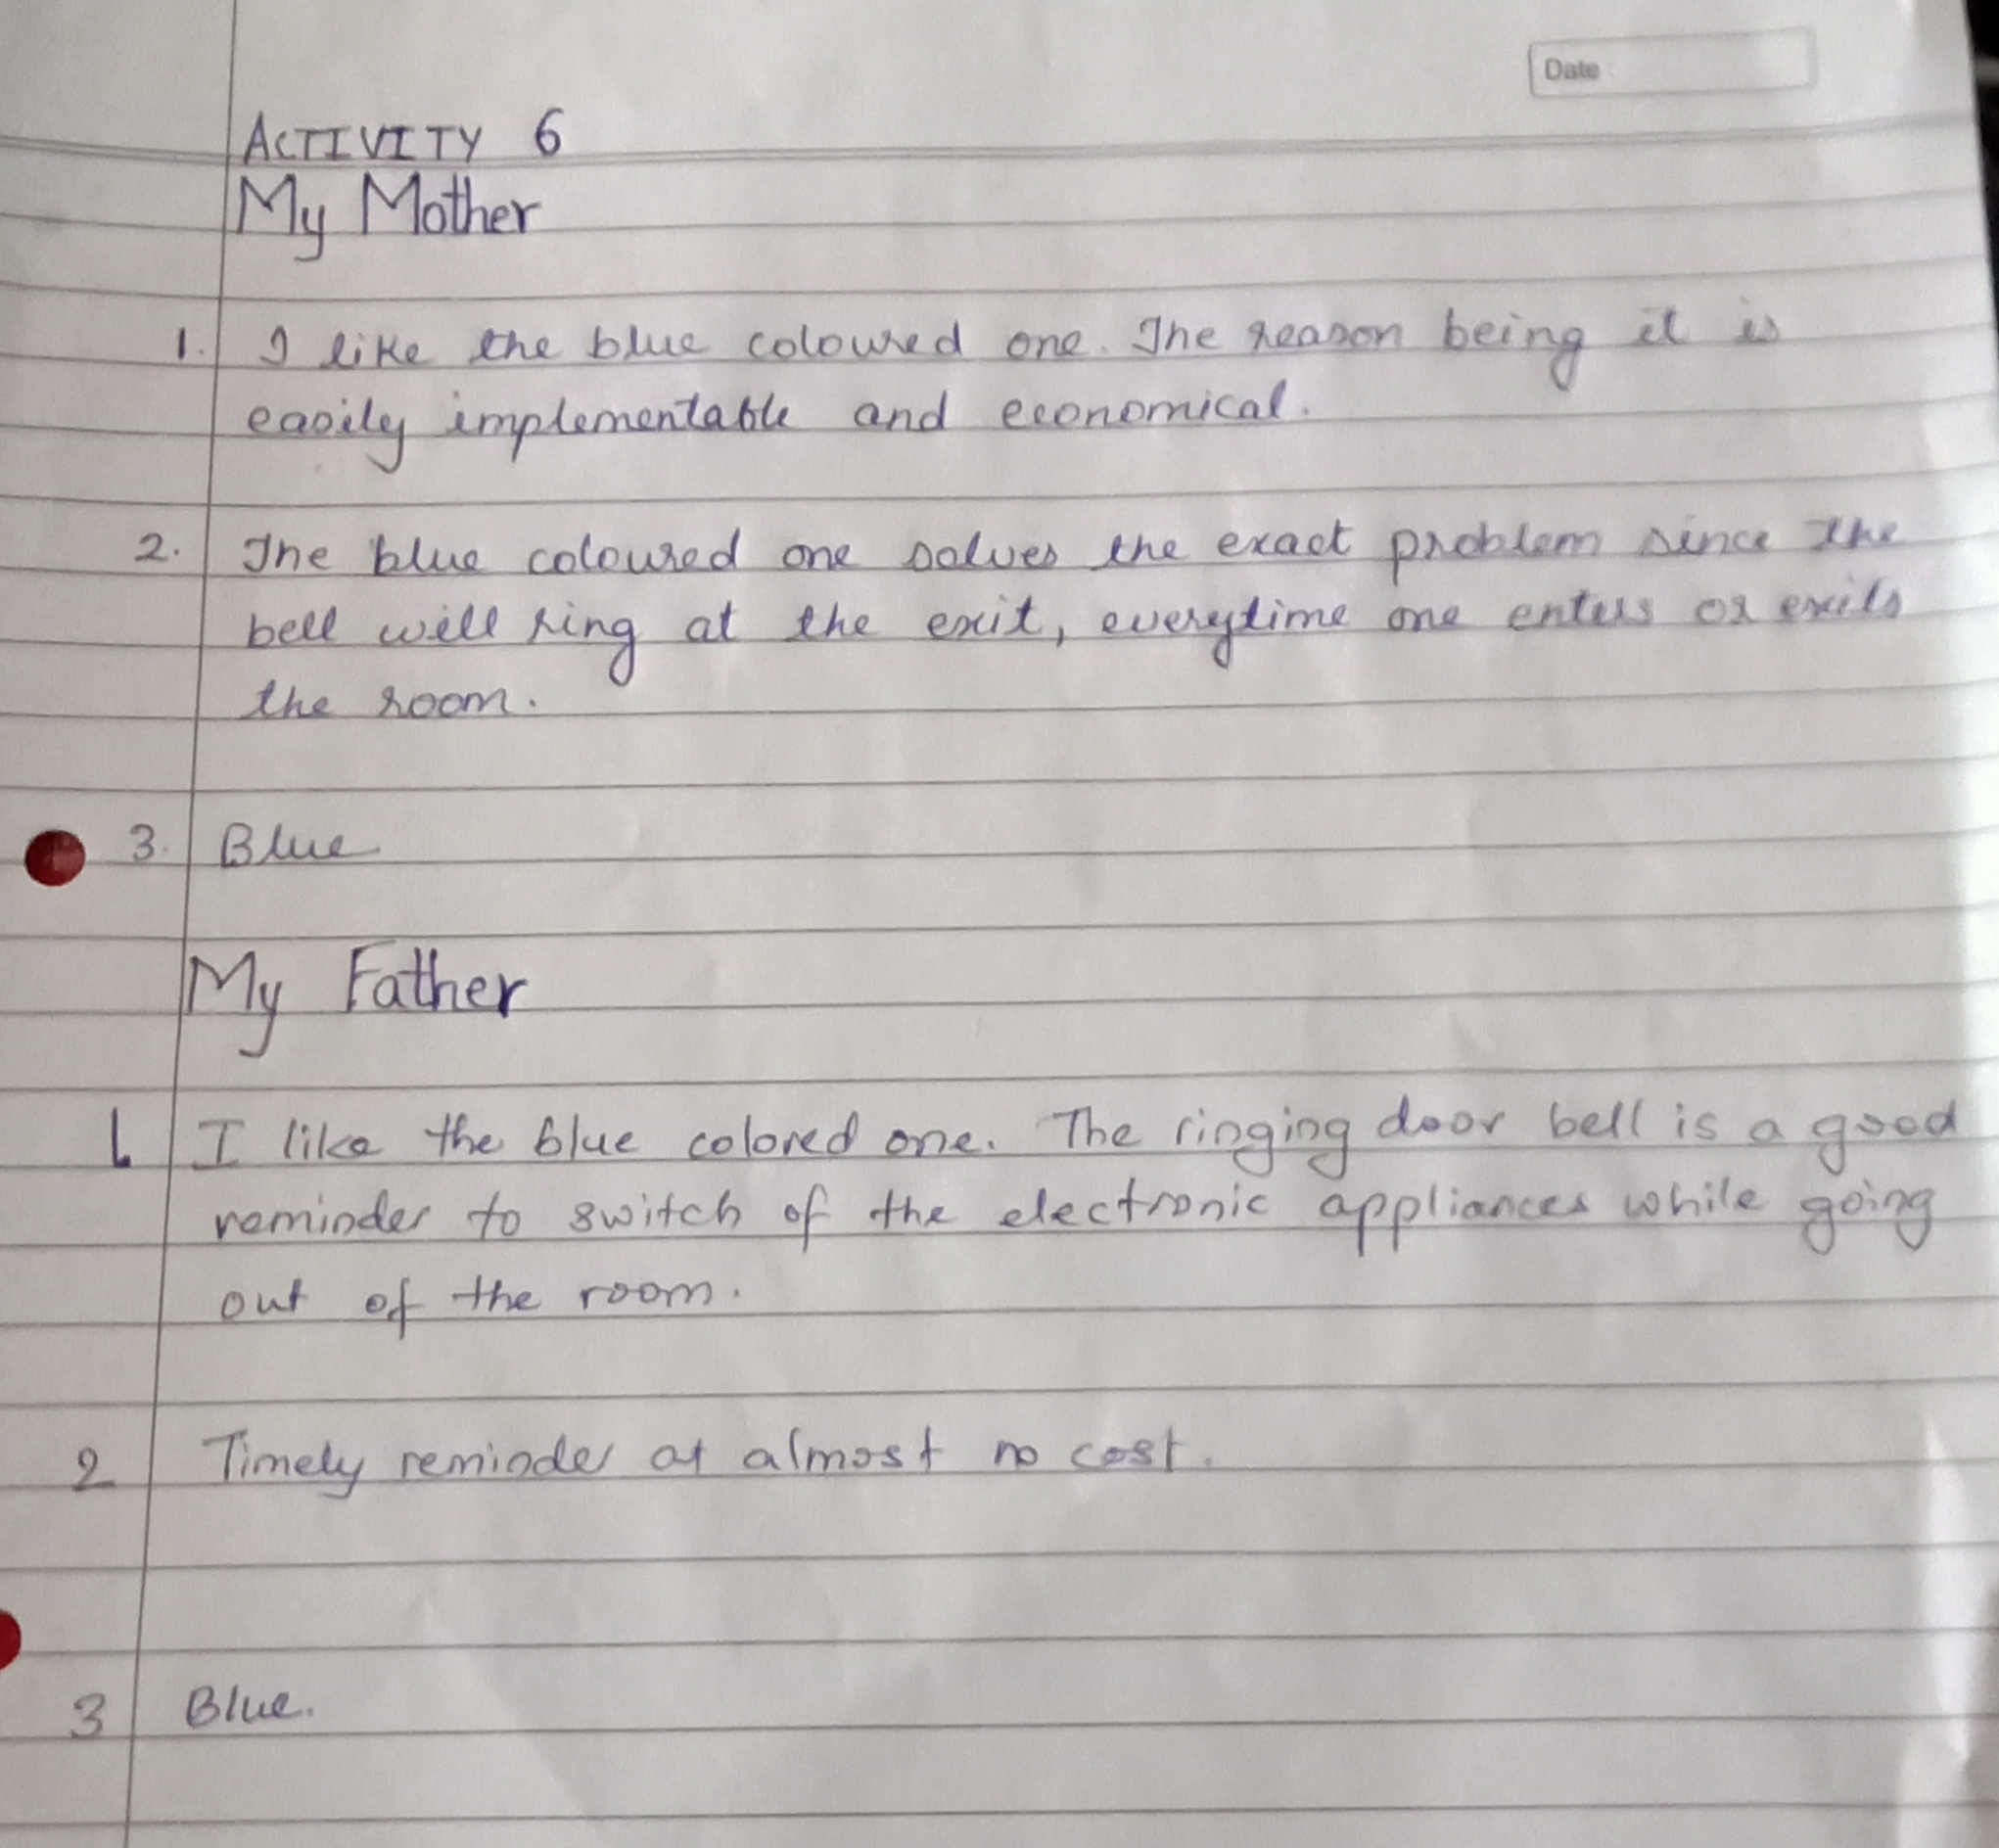 Date
ACTIVITY 6
My Mother
1. I like the blue coloured one. The reason being it is
easily implementable and economical.
2. The blue coloured one solves the exact problem since the
bell will ring at the exit, everytime one enters or exits
the room.
3. Blue
My Father
1. I like the blue colored one. The ringing door bell is a good
reminder to switch of the electronic appliances while going
out of the room.
2 Timely reminder at almost no cost.
3 Blue.